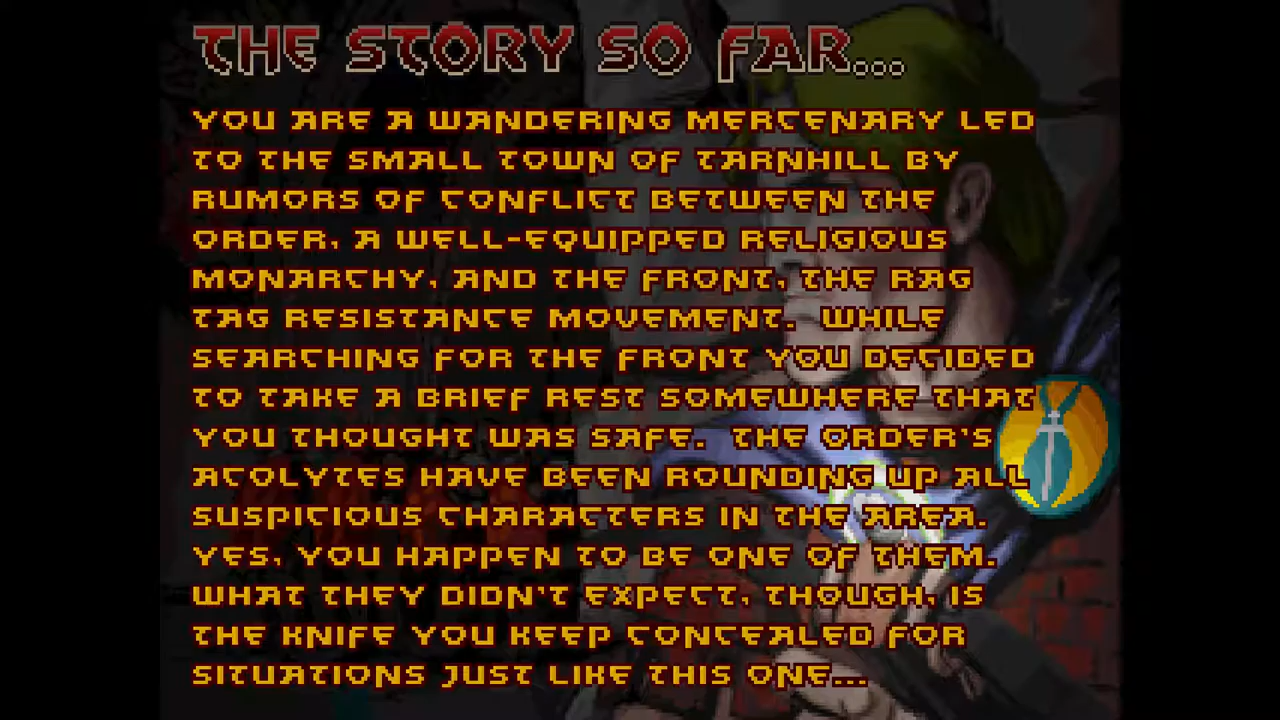 THE STORY SO FAR...
YOU ARE A WANDERING MERCENARY LED
TO THE SMALL TOWN OF TARNHILL BY
RUMORS OF CONFLICT BETWEEN THE
ORDER, A WELL-EQUIPPED RELIGIOUS
MONARCHY, AND THE FRONT, THE RAG
TAG RESISTANCE MOVEMENT.  WHILE
SEARCHING FOR THE FRONT YOU DECIDED
TO TAKE A BRIEF REST SOMEWHERE THAT
YOU THOUGHT WAS SAFE.  THE ORDER'S
ACOLYTES HAVE BEEN ROUNDING UP ALL
SUSPICIOUS CHARACTERS IN THE AREA.
YES, YOU HAPPEN TO BE ONE OF THEM.
WHAT THEY DIDN'T EXPECT, THOUGH, IS
THE KNIFE YOU KEEP CONCEALED FOR
SITUATIONS JUST LIKE THIS ONE...